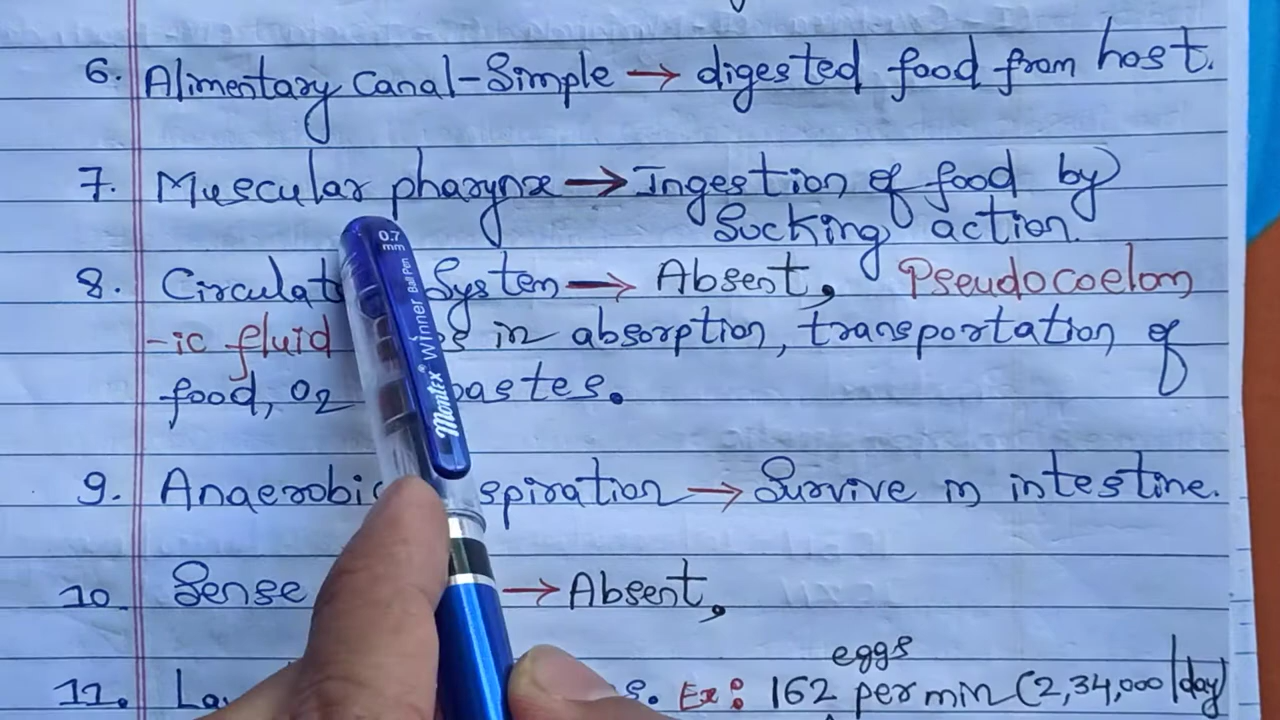 6. Alimentary Canal-Simple → digested food from host.
7. Muscular pharynx → Ingestion of food by
Sucking action.
8. Circulat System → Absent, Pseudocoelom
-ic fluid in absorption, transportation of
food, O2 wastes.
9. Anaerobic spiration → Survive in intestine.
10. Sense → Absent,
eggs
11. La s. Ex: 162 per min (2,34,000/day)
0.7
mm
Montex® Winner Ball Pen